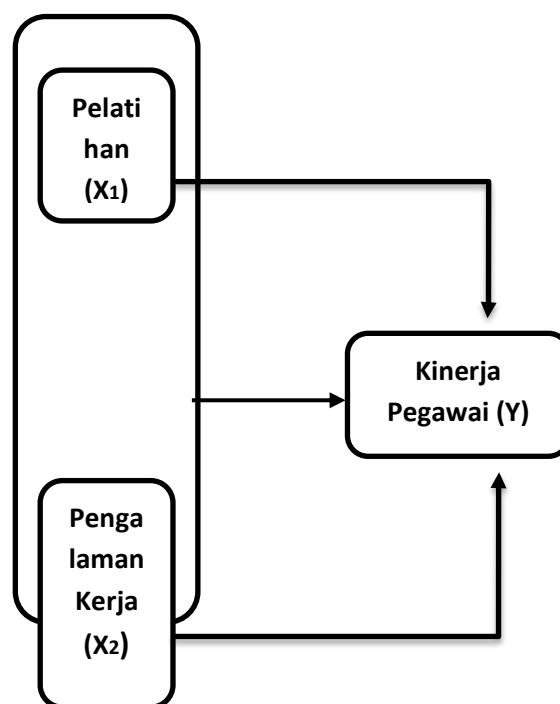 Pelati
han
(X1)
Kinerja
Pegawai (Y)
Penga
laman
Kerja
(X2)